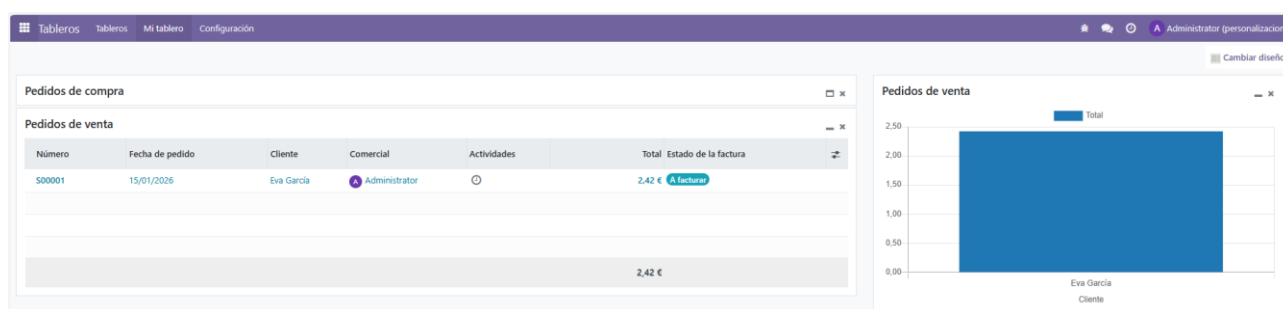 Tableros Tableros Mi tablero Configuración A Administrator (personalizacion
Cambiar diseño
Pedidos de compra
Pedidos de venta
Número Fecha de pedido Cliente Comercial Actividades Total Estado de la factura
S00001 15/01/2026 Eva García A Administrator 2,42 € A facturar
2,42 €
Pedidos de venta
Total
2,50
2,00
1,50
1,00
0,50
0,00
Eva García
Cliente